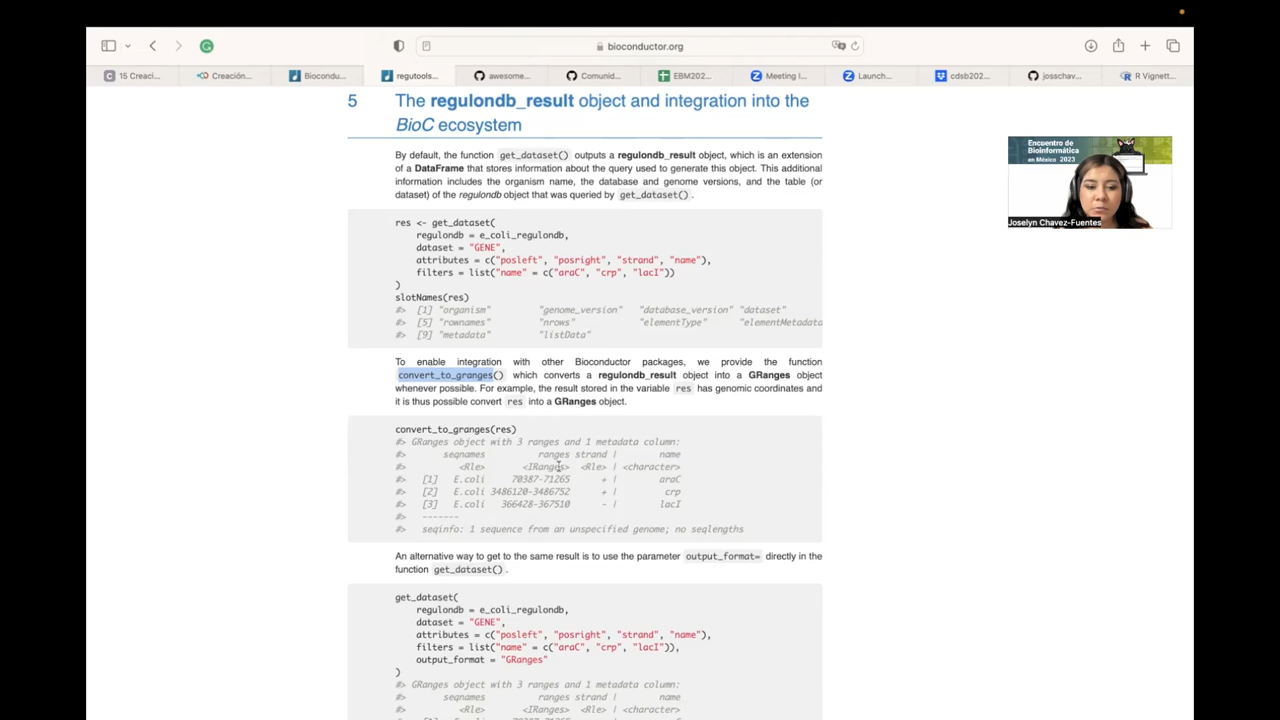 bioconductor.org
15 Creaci...
Creación...
Biocondu...
regutools...
awesome...
Comunid...
EBM202...
Meeting I...
Launch...
cdsb202...
josschav...
R Vignett...
5 The regulondb_result object and integration into the
BioC ecosystem
By default, the function get_dataset() outputs a regulondb_result object, which is an extension
of a DataFrame that stores information about the query used to generate this object. This additional
information includes the organism name, the database and genome versions, and the table (or
dataset) of the regulondb object that was queried by get_dataset().
res <- get_dataset(
regulondb = e_coli_regulondb,
dataset = "GENE",
attributes = c("posleft", "posright", "strand", "name"),
filters = list("name" = c("araC", "crp", "lacI"))
)
slotNames(res)
#> [1] "organism" "genome_version" "database_version" "dataset"
#> [5] "rownames" "nrows" "elementType" "elementMetadata
#> [9] "metadata" "listData"
To enable integration with other Bioconductor packages, we provide the function
convert_to_granges() which converts a regulondb_result object into a GRanges object
whenever possible. For example, the result stored in the variable res has genomic coordinates and
it is thus possible convert res into a GRanges object.
convert_to_granges(res)
#> GRanges object with 3 ranges and 1 metadata column:
#> seqnames ranges strand | name
#> <Rle> <IRanges> <Rle> | <character>
#> [1] E.coli 70387-71265 + | araC
#> [2] E.coli 3486120-3486752 + | crp
#> [3] E.coli 366428-367510 - | lacI
#> -------
#> seqinfo: 1 sequence from an unspecified genome; no seqlengths
An alternative way to get to the same result is to use the parameter output_format= directly in the
function get_dataset().
get_dataset(
regulondb = e_coli_regulondb,
dataset = "GENE",
attributes = c("posleft", "posright", "strand", "name"),
filters = list("name" = c("araC", "crp", "lacI")),
output_format = "GRanges"
)
#> GRanges object with 3 ranges and 1 metadata column:
#> seqnames ranges strand | name
#> <Rle> <IRanges> <Rle> | <character>
Encuentro de
Bioinformática
en México 2023
Joselyn Chavez-Fuentes